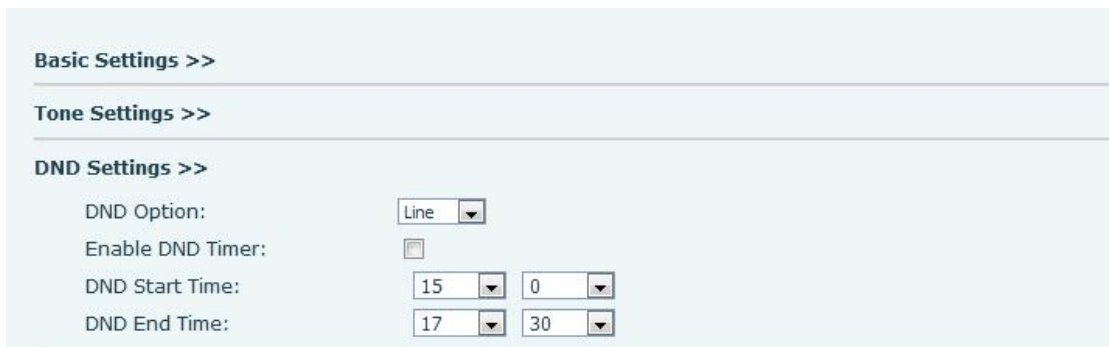 Basic Settings >>
Tone Settings >>
DND Settings >>
DND Option: Line
Enable DND Timer:
DND Start Time: 15 0
DND End Time: 17 30